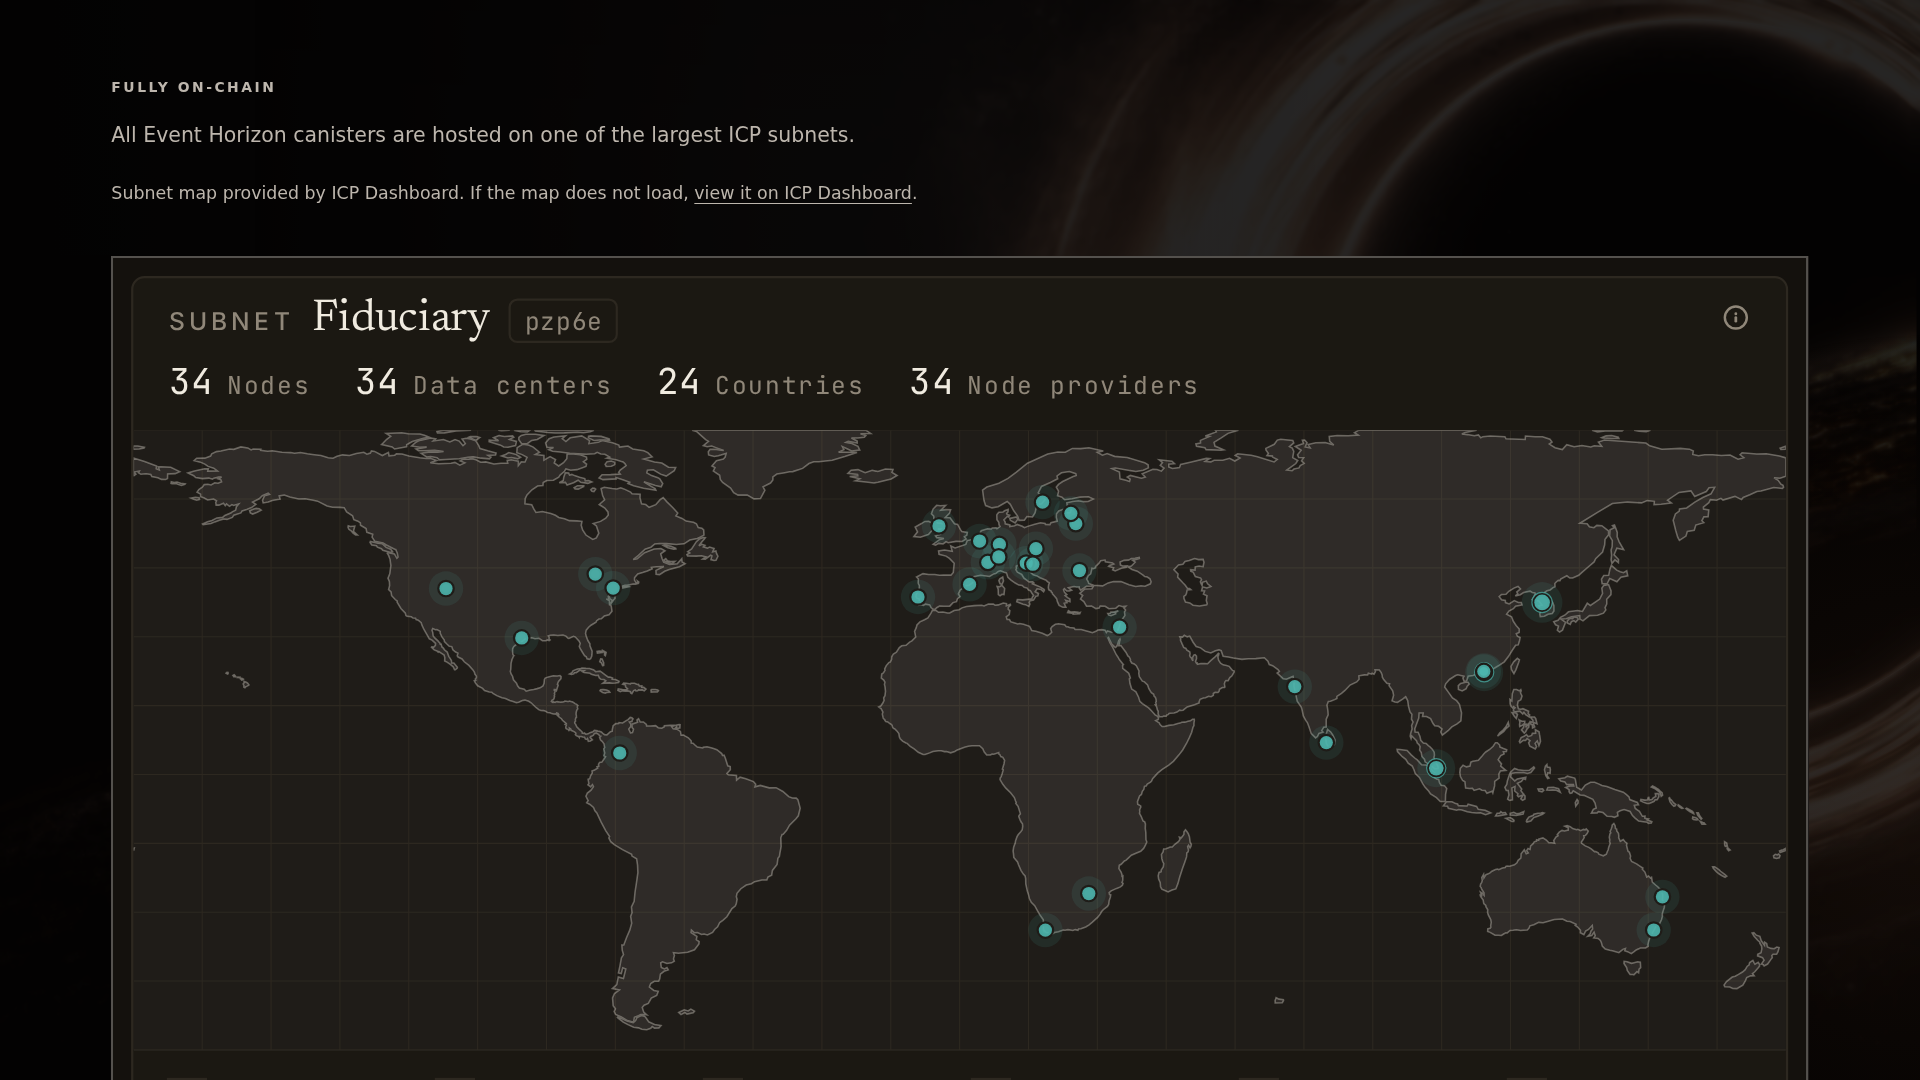 FULLY ON-CHAIN
All Event Horizon canisters are hosted on one of the largest ICP subnets.
Subnet map provided by ICP Dashboard. If the map does not load, view it on ICP Dashboard.
SUBNET Fiduciary pzp6e
34 Nodes 34 Data centers 24 Countries 34 Node providers